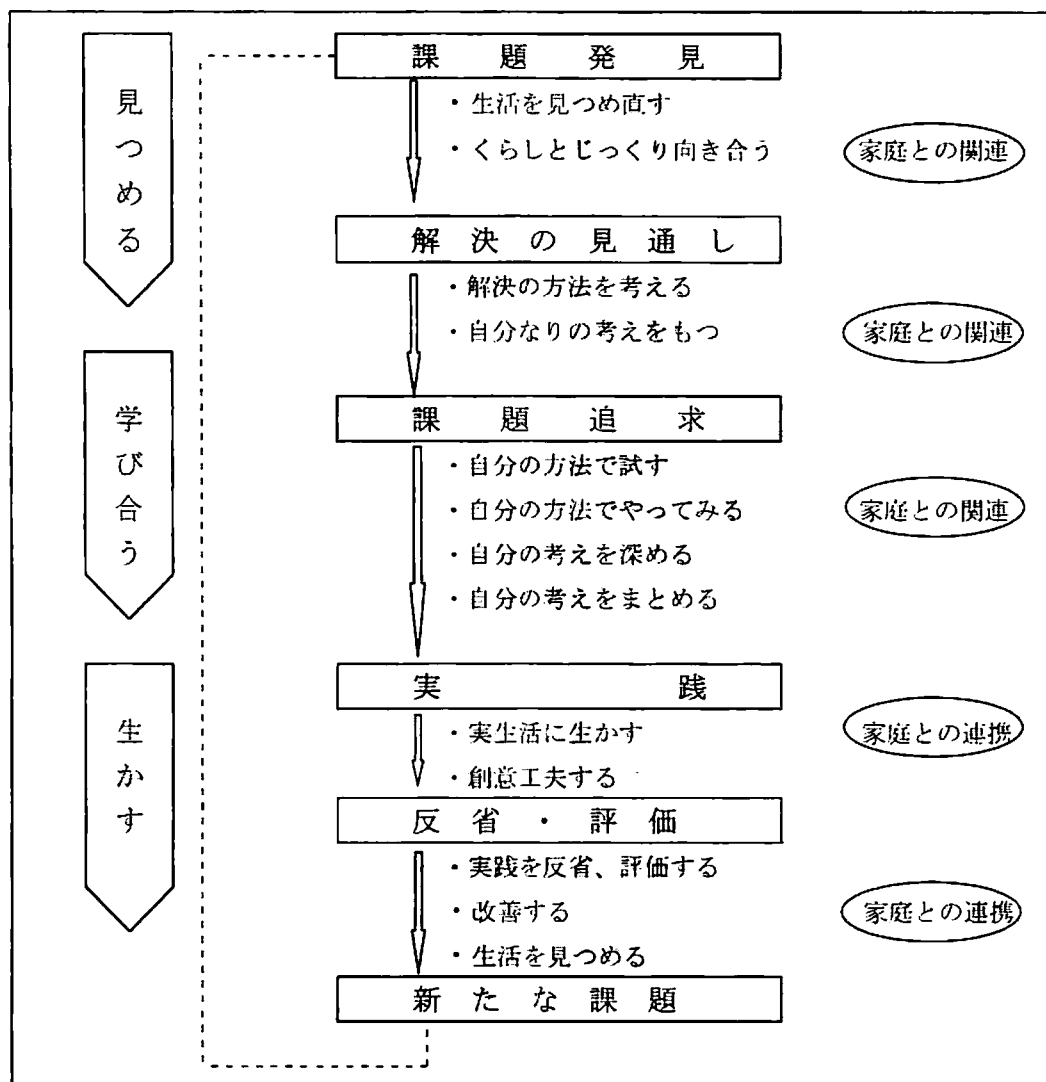 見つめる
課題発見
・生活を見つめ直す
・くらしとじっくり向き合う
家庭との関連
解決の見通し
・解決の方法を考える
・自分なりの考えをもつ
家庭との関連
学び合う
課題追求
・自分の方法で試す
・自分の方法でやってみる
・自分の考えを深める
・自分の考えをまとめる
家庭との関連
生かす
実践
・実生活に生かす
・創意工夫する
家庭との連携
反省・評価
・実践を反省、評価する
・改善する
・生活を見つめる
家庭との連携
新たな課題